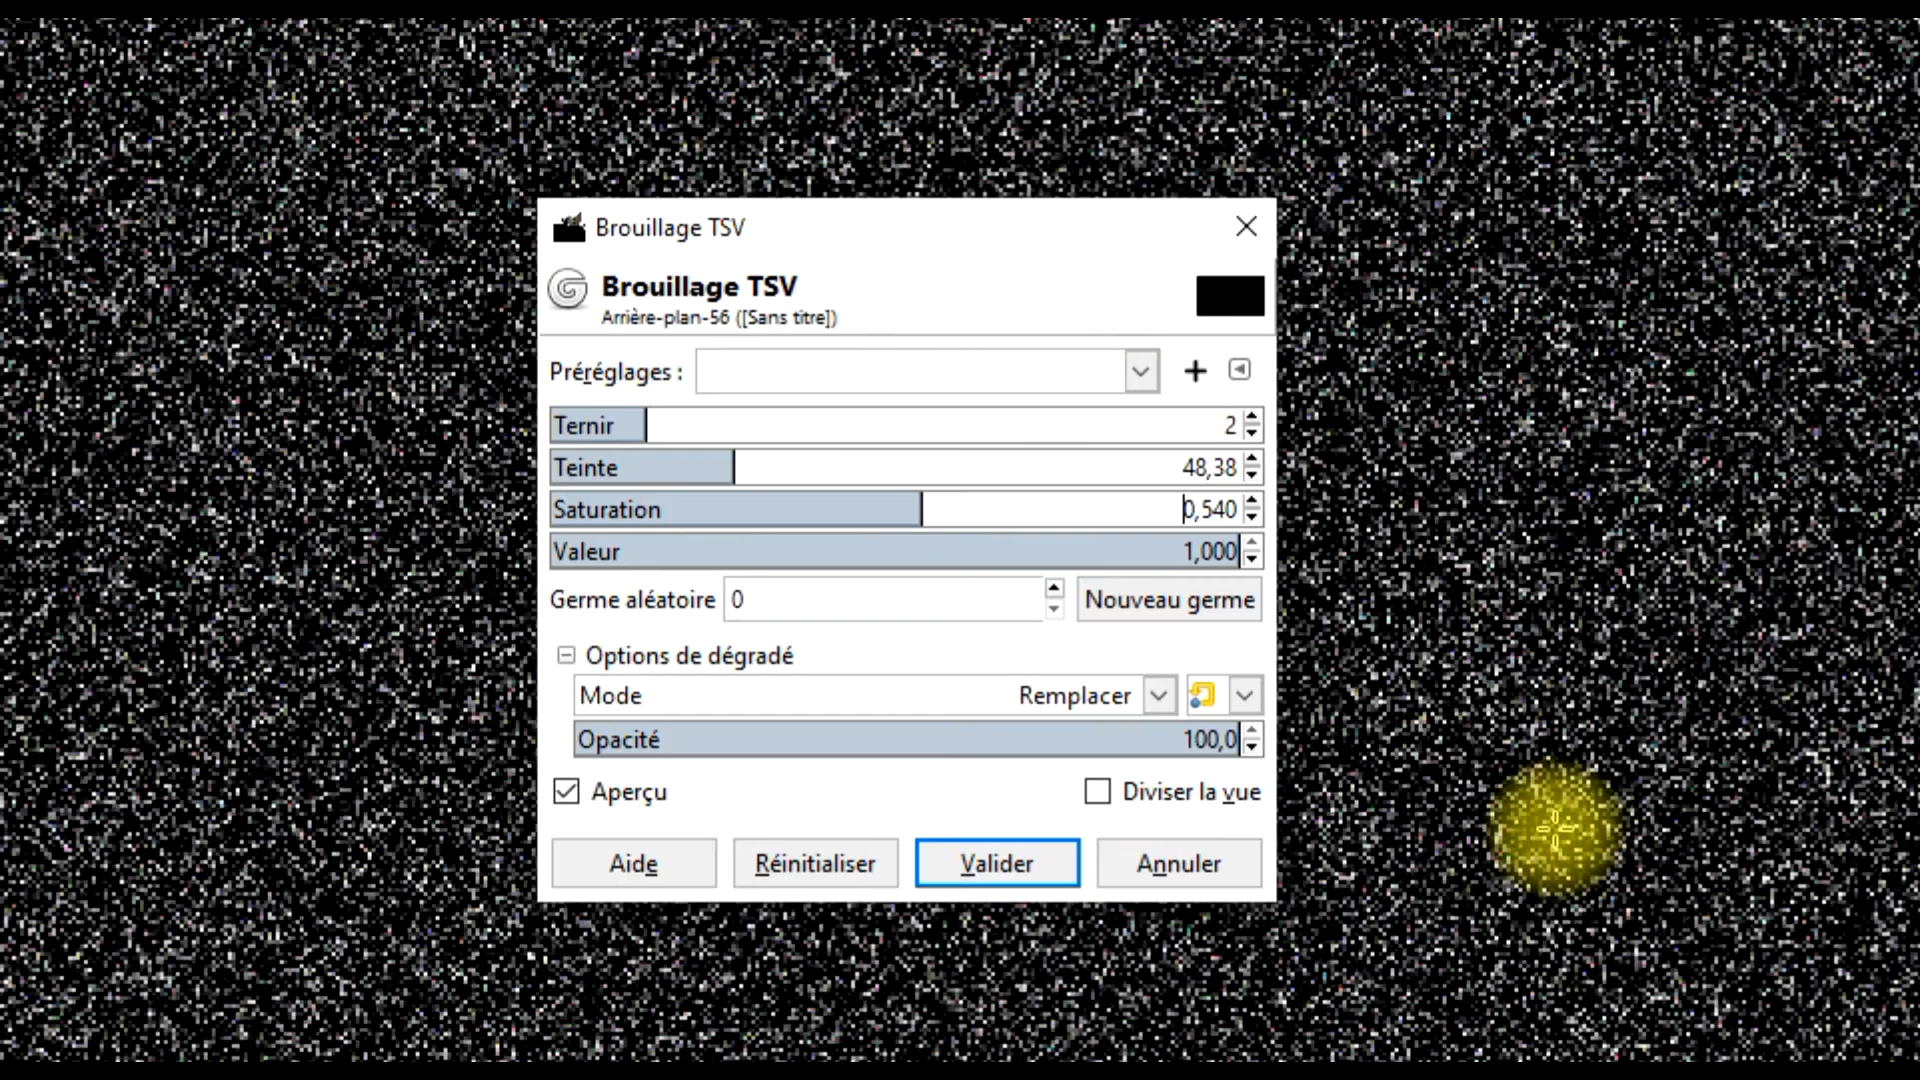 Brouillage TSV
Brouillage TSV
Arrière-plan-56 ([Sans titre])
Préréglages :
Ternir 2
Teinte 48,38
Saturation 0,540
Valeur 1,000
Germe aléatoire 0 Nouveau germe
Options de dégradé
Mode Remplacer
Opacité 100,0
Aperçu Diviser la vue
Aide Réinitialiser Valider Annuler